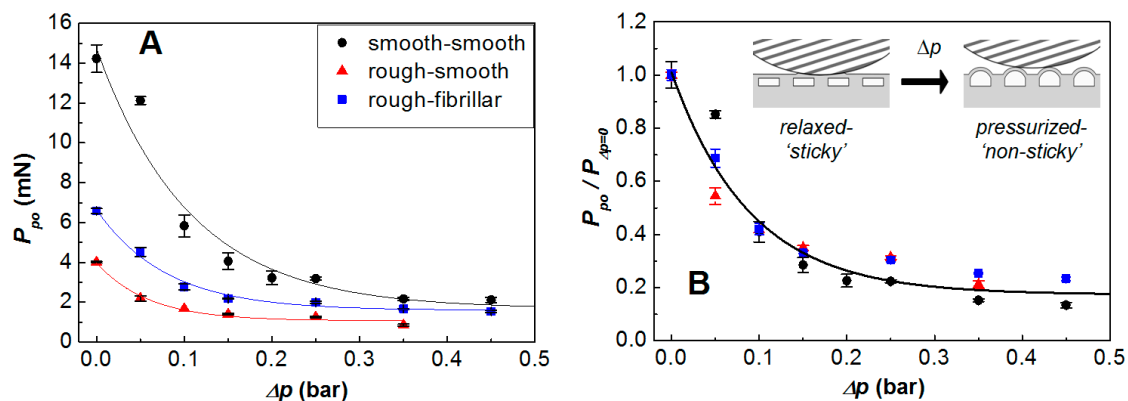 A
smooth-smooth
rough-smooth
rough-fibrillar
16
14
12
10
8
6
4
2
0
P_po (mN)
0.0 0.1 0.2 0.3 0.4 0.5
Δp (bar)
B
Δp
relaxed-
'sticky'
pressurized-
'non-sticky'
1.2
1.0
0.8
0.6
0.4
0.2
0.0
P_po / P_Δp=0
0.0 0.1 0.2 0.3 0.4 0.5
Δp (bar)